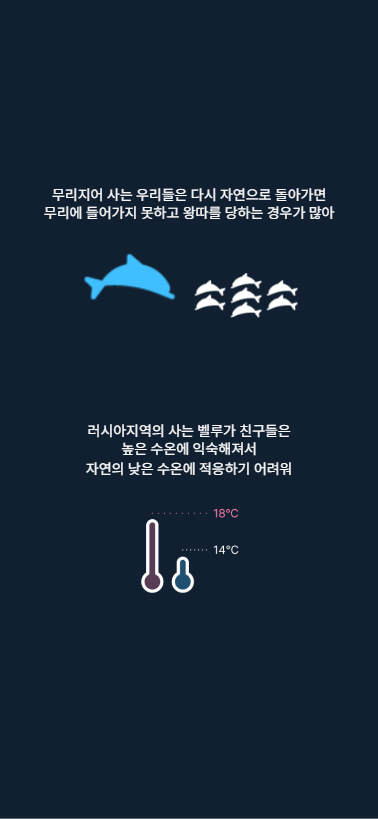 무리지어 사는 우리들은 다시 자연으로 돌아가면
무리에 들어가지 못하고 왕따를 당하는 경우가 많아
러시아지역의 사는 벨루가 친구들은
높은 수온에 익숙해져서
자연의 낮은 수온에 적응하기 어려워
18℃
14℃